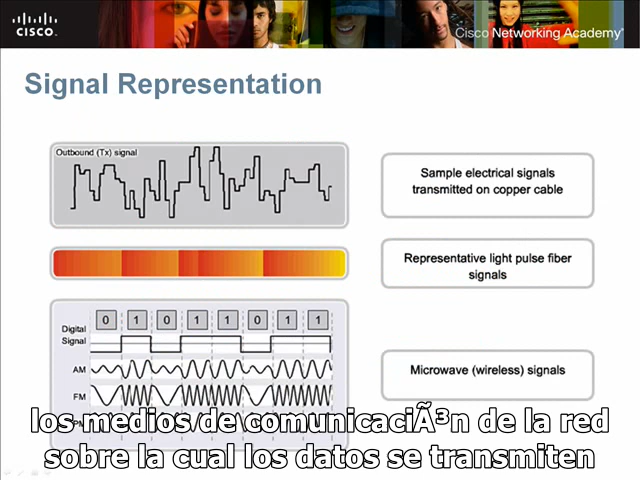 CISCO
Cisco Networking Academy
Signal Representation
Outbound (Tx) signal
Sample electrical signals
transmitted on copper cable
Representative light pulse fiber
signals
0 1 0 1 1 0 1 1
Digital
Signal
AM
FM
Microwave (wireless) signals
los medios de comunicaciÃ³n de la red
sobre la cual los datos se transmiten